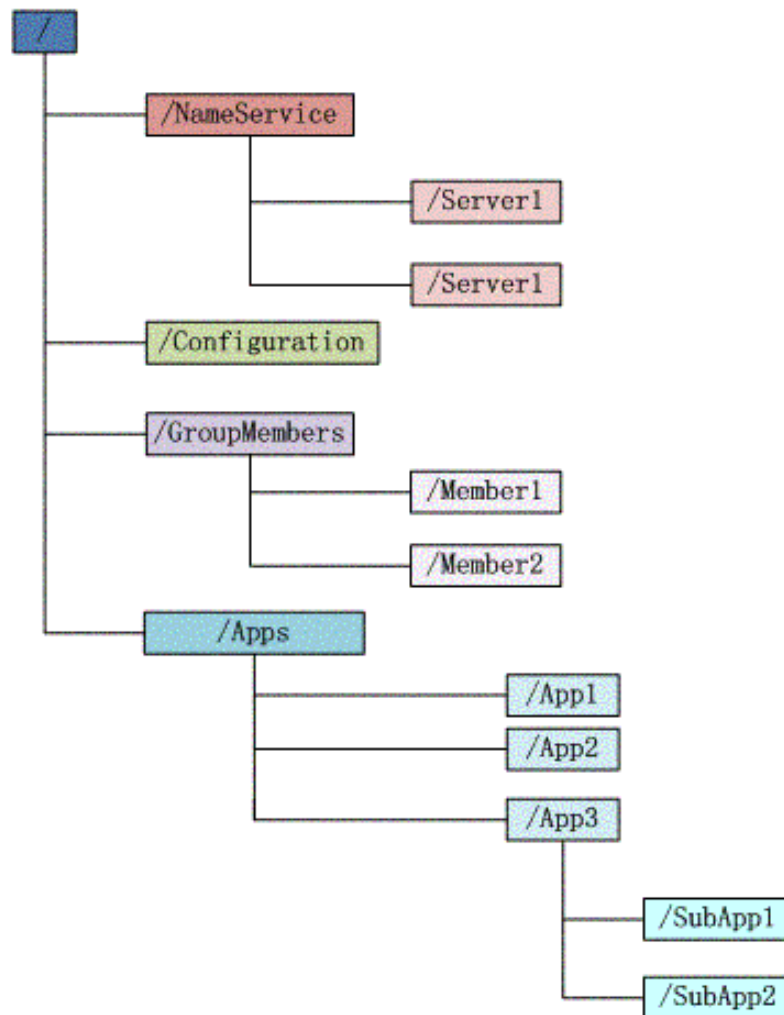 /
/NameService
/Server1
/Server1
/Configuration
/GroupMembers
/Member1
/Member2
/Apps
/App1
/App2
/App3
/SubApp1
/SubApp2